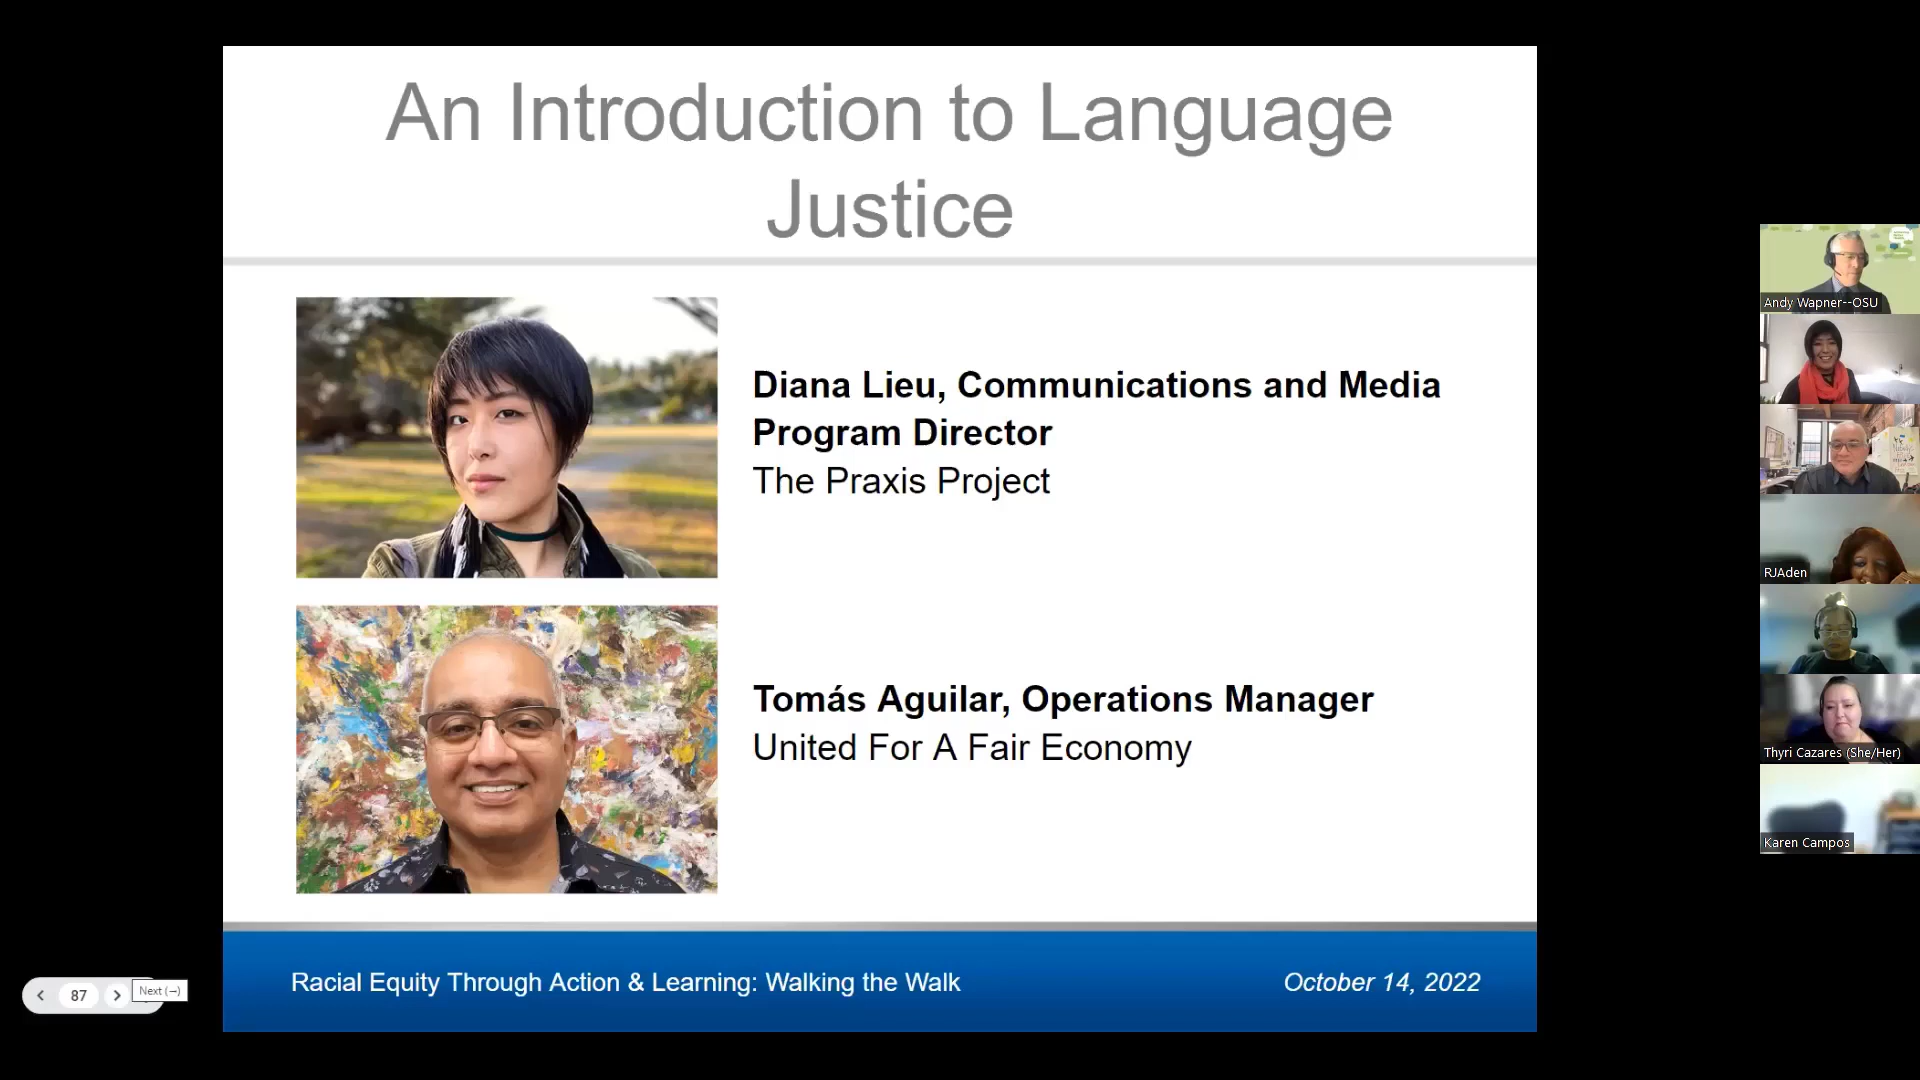 An Introduction to Language
Justice
Diana Lieu, Communications and Media
Program Director
The Praxis Project
Tomás Aguilar, Operations Manager
United For A Fair Economy
Racial Equity Through Action & Learning: Walking the Walk
October 14, 2022
87
Next (→)
Andy Wapner--OSU
RJAden
Thyri Cazares (She/Her)
Karen Campos